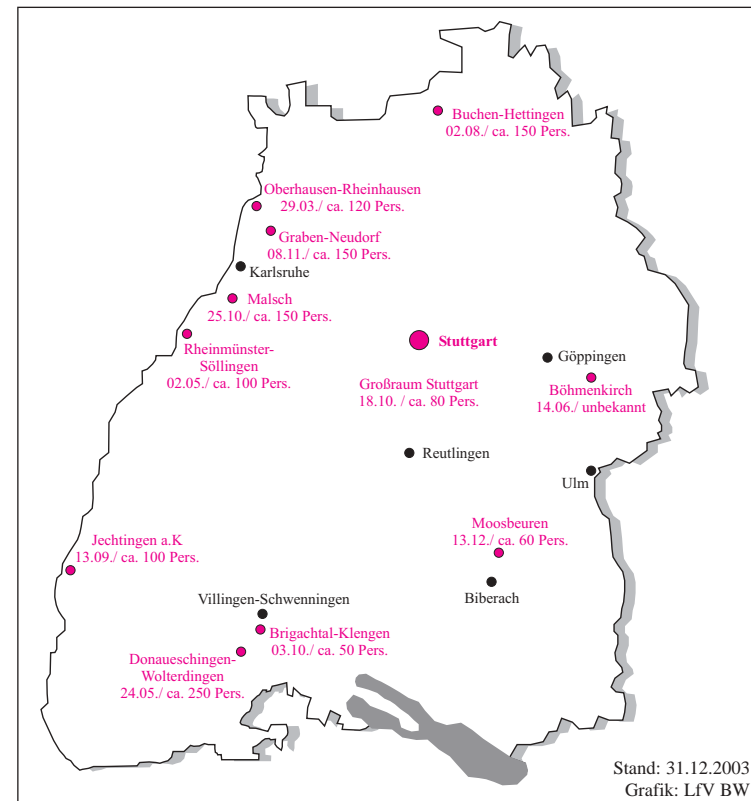 Buchen-Hettingen
02.08./ ca. 150 Pers.
Oberhausen-Rheinhausen
29.03./ ca. 120 Pers.
Graben-Neudorf
08.11./ ca. 150 Pers.
Karlsruhe
Malsch
25.10./ ca. 150 Pers.
Rheinmünster-
Söllingen
02.05./ ca. 100 Pers.
Stuttgart
Großraum Stuttgart
18.10. / ca. 80 Pers.
Göppingen
Böhmenkirch
14.06./ unbekannt
Reutlingen
Ulm
Moosbeuren
13.12./ ca. 60 Pers.
Biberach
Jechtingen a.K
13.09./ ca. 100 Pers.
Villingen-Schwenningen
Brigachtal-Klengen
03.10./ ca. 50 Pers.
Donaueschingen-
Wolterdingen
24.05./ ca. 250 Pers.
Stand: 31.12.2003
Grafik: LfV BW